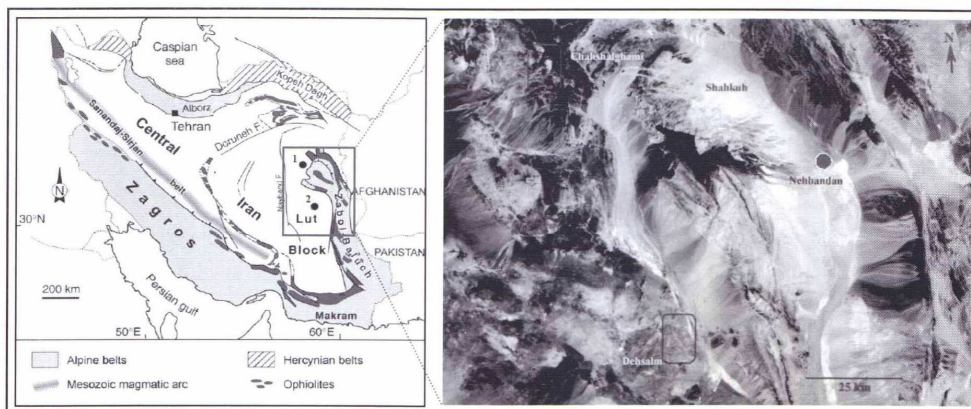 Caspian
sea
Kopeh Dagh
Alborz
Tehran
Doruneh F.
Sanandaj-Sirjan
belt
Central
Iran
Zagros
1
2
Nayband F.
Lut
Block
AFGHANISTAN
Zabol Baluch
PAKISTAN
N
30°N
200 km
Persian gulf
Makram
50°E
60°E
Alpine belts
Hercynian belts
Mesozoic magmatic arc
Ophiolites
N
Chahshalghami
Shahkuh
Nehbandan
Dehsalm
25 km